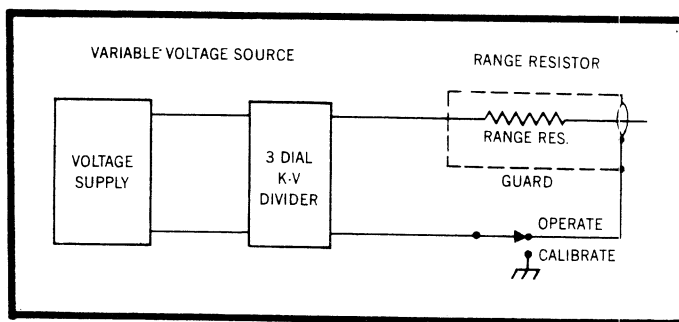 VARIABLE VOLTAGE SOURCE
RANGE RESISTOR
VOLTAGE
SUPPLY
3 DIAL
K-V
DIVIDER
RANGE RES.
GUARD
OPERATE
CALIBRATE